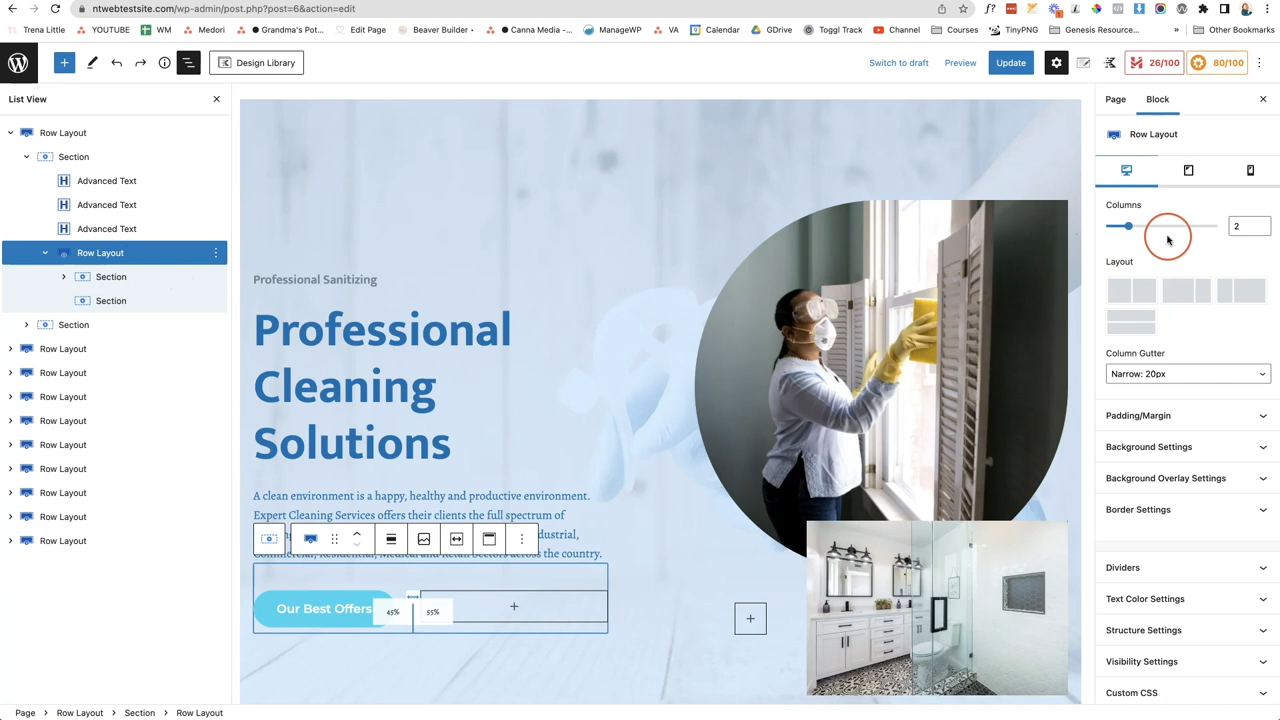 ntwebtestsite.com/wp-admin/post.php?post=6&action=edit
Trena Little
YOUTUBE
WM
Medori
Grandma's Pot...
Edit Page
Beaver Builder
Canna Media -...
ManageWP
VA
Calendar
GDrive
Toggl Track
Channel
Courses
TinyPNG
Genesis Resource...
»
Other Bookmarks
Design Library
Switch to draft
Preview
Update
26/100
80/100
List View
Page
Block
Row Layout
Section
Advanced Text
Advanced Text
Advanced Text
Row Layout
Section
Section
Section
Row Layout
Row Layout
Row Layout
Row Layout
Row Layout
Row Layout
Row Layout
Row Layout
Row Layout
Professional Sanitizing
Professional
Cleaning
Solutions
A clean environment is a happy, healthy and productive environment.
Expert Cleaning Services offers their clients the full spectrum of
dustrial,
Commercial, Residential, Medical and Retail Sectors across the country.
Our Best Offers
45%
55%
Row Layout
Columns
2
Layout
Column Gutter
Narrow: 20px
Padding/Margin
Background Settings
Background Overlay Settings
Border Settings
Dividers
Text Color Settings
Structure Settings
Visibility Settings
Custom CSS
Page › Row Layout › Section › Row Layout